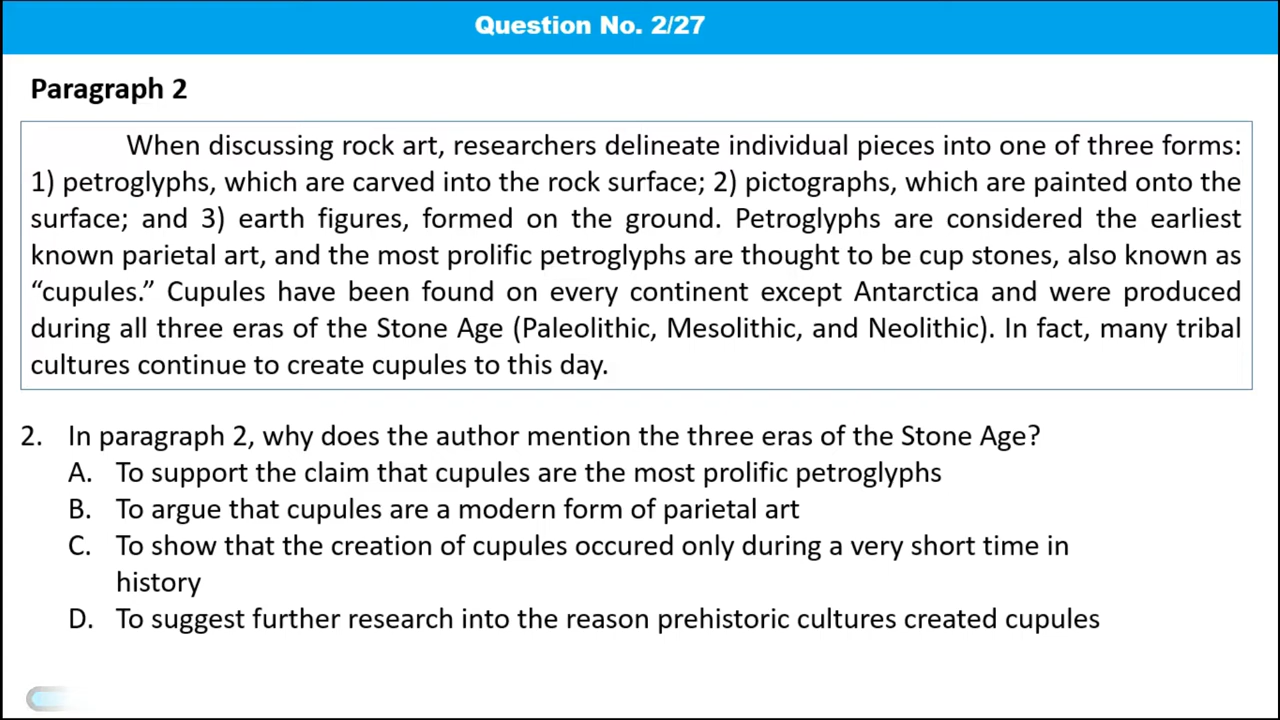 Question No. 2/27
Paragraph 2
When discussing rock art, researchers delineate individual pieces into one of three forms:
1) petroglyphs, which are carved into the rock surface; 2) pictographs, which are painted onto the
surface; and 3) earth figures, formed on the ground. Petroglyphs are considered the earliest
known parietal art, and the most prolific petroglyphs are thought to be cup stones, also known as
“cupules.” Cupules have been found on every continent except Antarctica and were produced
during all three eras of the Stone Age (Paleolithic, Mesolithic, and Neolithic). In fact, many tribal
cultures continue to create cupules to this day.
2. In paragraph 2, why does the author mention the three eras of the Stone Age?
A. To support the claim that cupules are the most prolific petroglyphs
B. To argue that cupules are a modern form of parietal art
C. To show that the creation of cupules occured only during a very short time in
history
D. To suggest further research into the reason prehistoric cultures created cupules